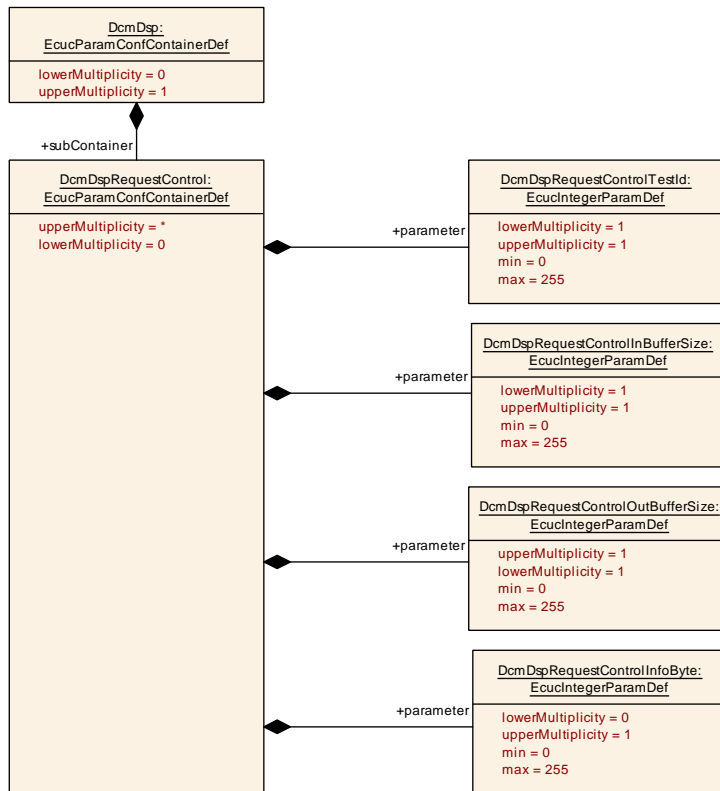 DcmDsp:
EcucParamConfContainerDef
lowerMultiplicity = 0
upperMultiplicity = 1
+subContainer
DcmDspRequestControl:
EcucParamConfContainerDef
upperMultiplicity = *
lowerMultiplicity = 0
+parameter
DcmDspRequestControlTestId:
EcucIntegerParamDef
lowerMultiplicity = 1
upperMultiplicity = 1
min = 0
max = 255
+parameter
DcmDspRequestControlInBufferSize:
EcucIntegerParamDef
lowerMultiplicity = 1
upperMultiplicity = 1
min = 0
max = 255
+parameter
DcmDspRequestControlOutBufferSize:
EcucIntegerParamDef
upperMultiplicity = 1
lowerMultiplicity = 1
min = 0
max = 255
+parameter
DcmDspRequestControlInfoByte:
EcucIntegerParamDef
lowerMultiplicity = 0
upperMultiplicity = 1
min = 0
max = 255